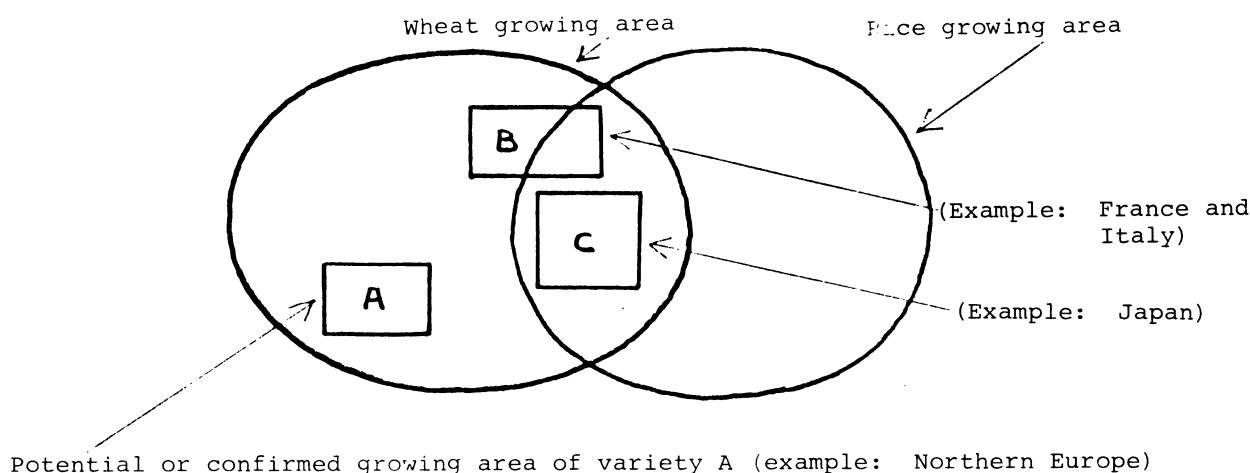 Wheat growing area
Rice growing area
B
(Example: France and
Italy)
C
A
(Example: Japan)
Potential or confirmed growing area of variety A (example: Northern Europe)